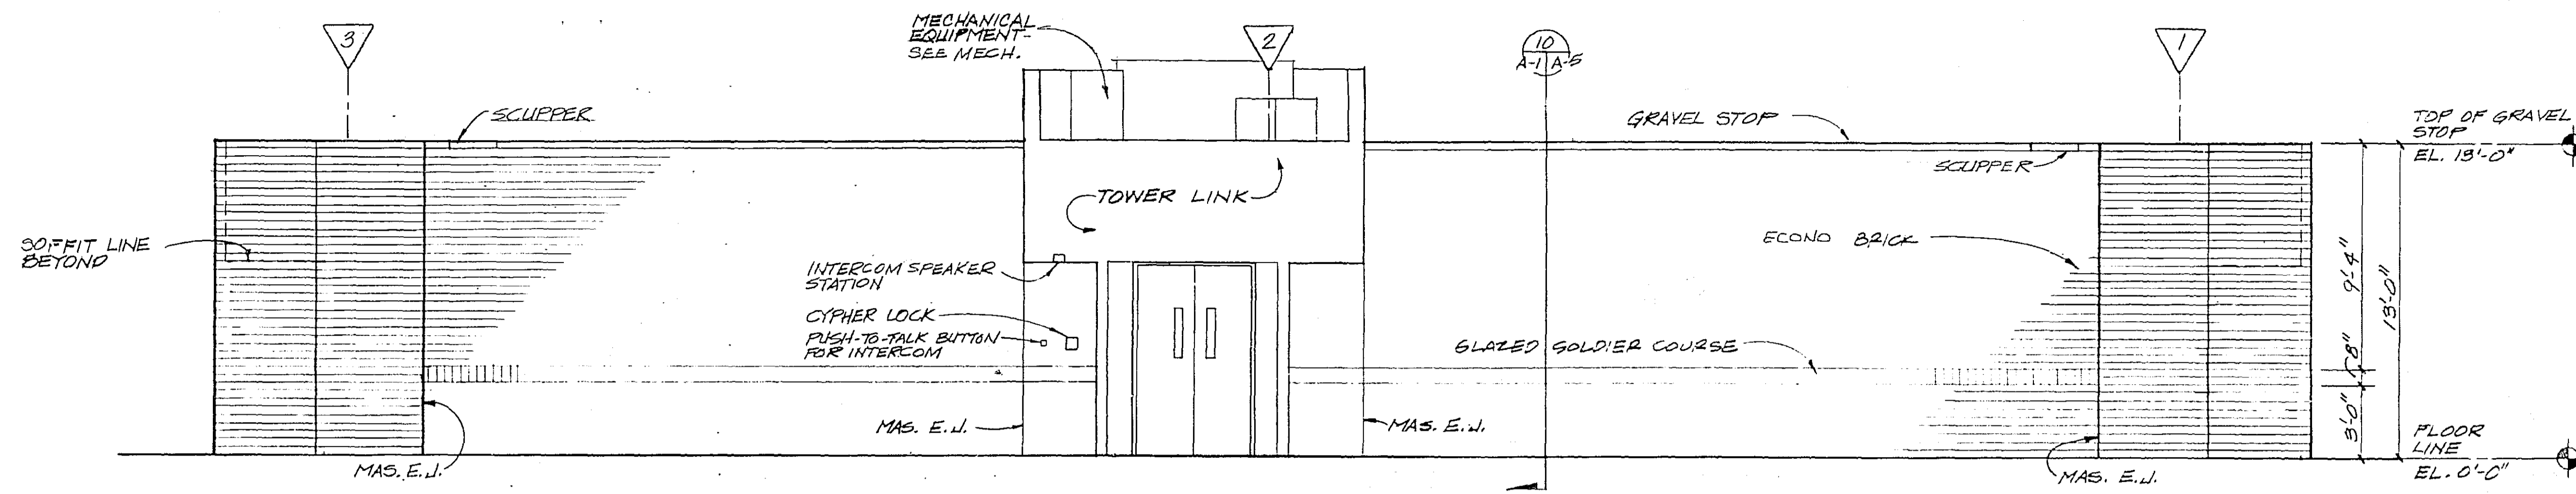 3
MECHANICAL
EQUIPMENT-
SEE MECH.
2
10
A-1 A-5
1
SCUPPER
GRAVEL STOP
TOP OF GRAVEL
STOP
EL. 13'-0"
SCUPPER
TOWER LINK
SOFFIT LINE
BEYOND
ECONO BRICK
INTERCOM SPEAKER
STATION
9'-4"
13'-0"
CYPHER LOCK
PUSH-TO-TALK BUTTON
FOR INTERCOM
GLAZED SOLDIER COURSE
8"
3'-0"
MAS. E.J.
MAS. E.J.
FLOOR
LINE
EL. 0'-0"
MAS. E.J.
MAS. E.J.